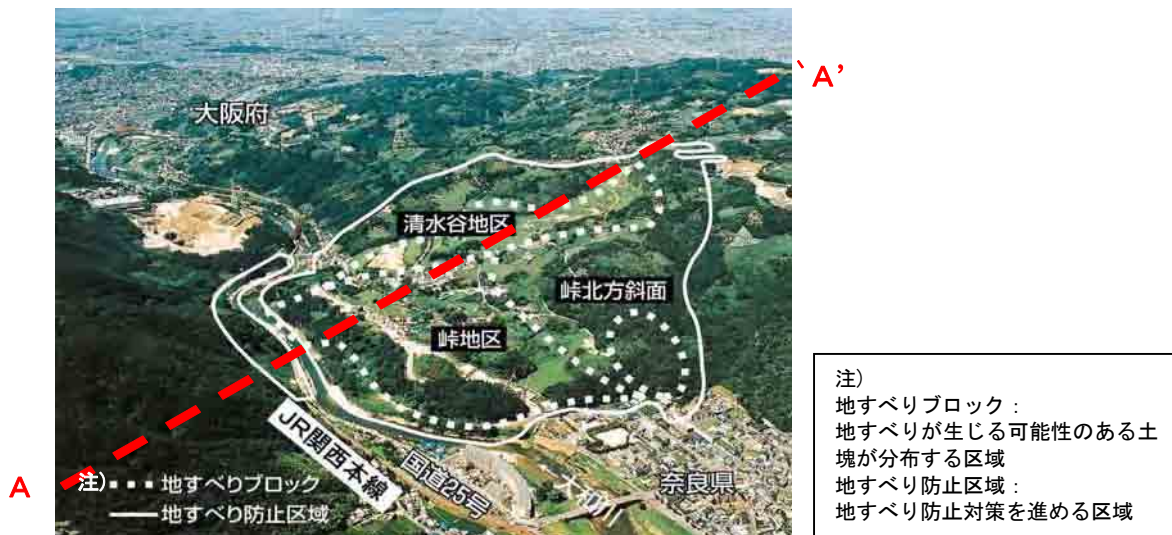 A'
大阪府
清水谷地区
峠北方斜面
峠地区
JR関西本線
国道25号
大和川
奈良県
A
注)
地すべりブロック
地すべり防止区域
注)
地すべりブロック：
地すべりが生じる可能性のある土
塊が分布する区域
地すべり防止区域：
地すべり防止対策を進める区域